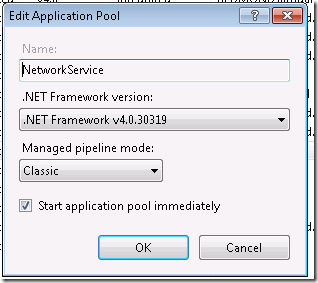 Edit Application Pool
Name:
NetworkService
.NET Framework version:
.NET Framework v4.0.30319
Managed pipeline mode:
Classic
Start application pool immediately
OK
Cancel